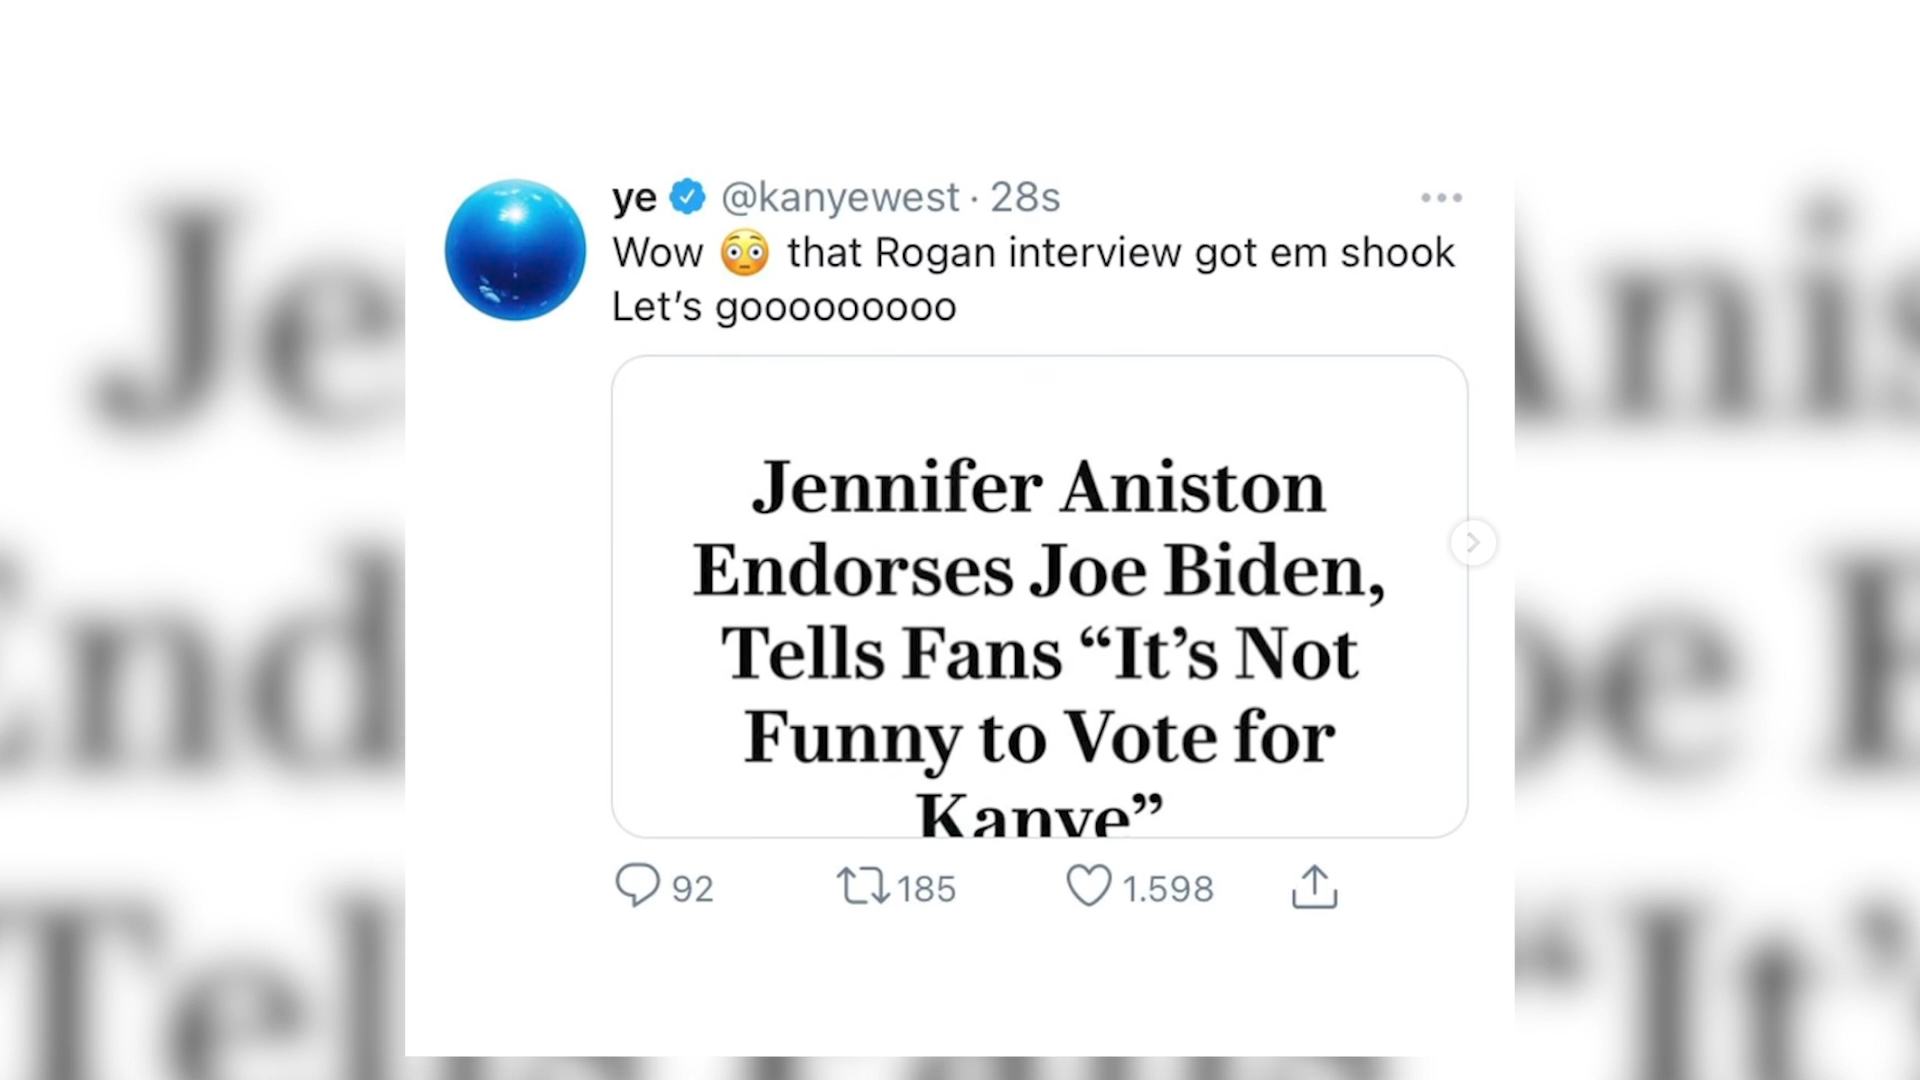 ye @kanyewest · 28s
Wow 😳 that Rogan interview got em shook
Let's gooooooooo
Jennifer Aniston
Endorses Joe Biden,
Tells Fans “It’s Not
Funny to Vote for
Kanye”
92 185 1.598